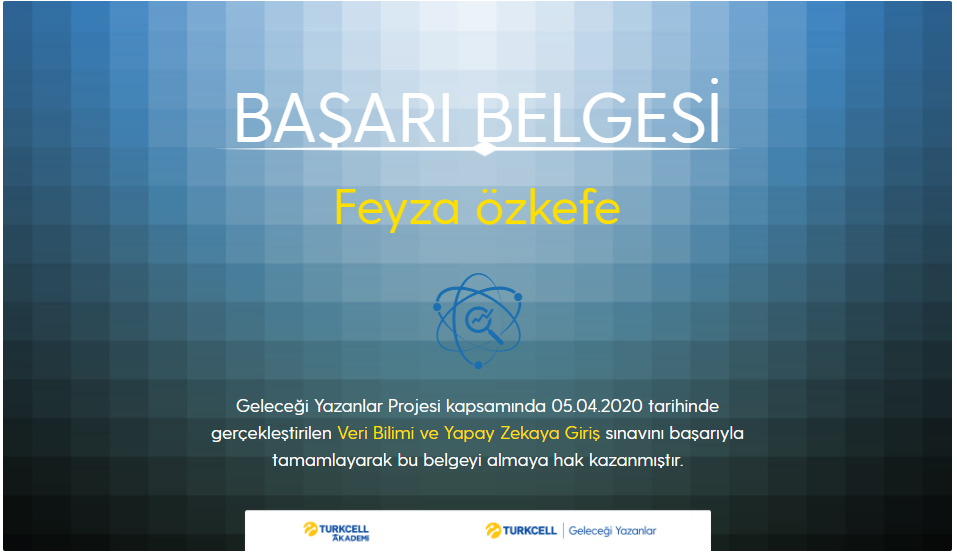 BAŞARI BELGESİ
Feyza özkefe
Geleceği Yazanlar Projesi kapsamında 05.04.2020 tarihinde
gerçekleştirilen Veri Bilimi ve Yapay Zekaya Giriş sınavını başarıyla
tamamlayarak bu belgeyi almaya hak kazanmıştır.
TURKCELL
AKADEMİ
TURKCELL | Geleceği Yazanlar